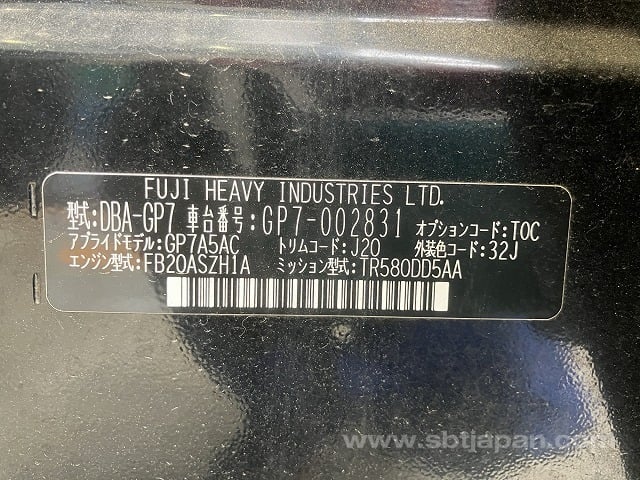 FUJI HEAVY INDUSTRIES LTD.
型式:DBA-GP7 車台番号:GP7-002831 オプションコード:TOC
アプライドモデル:GP7A5AC トリムコード:J20 外装色コード:32J
エンジン型式:FB20ASZH1A ミッション型式:TR580DD5AA
www.sbtjapan.com/